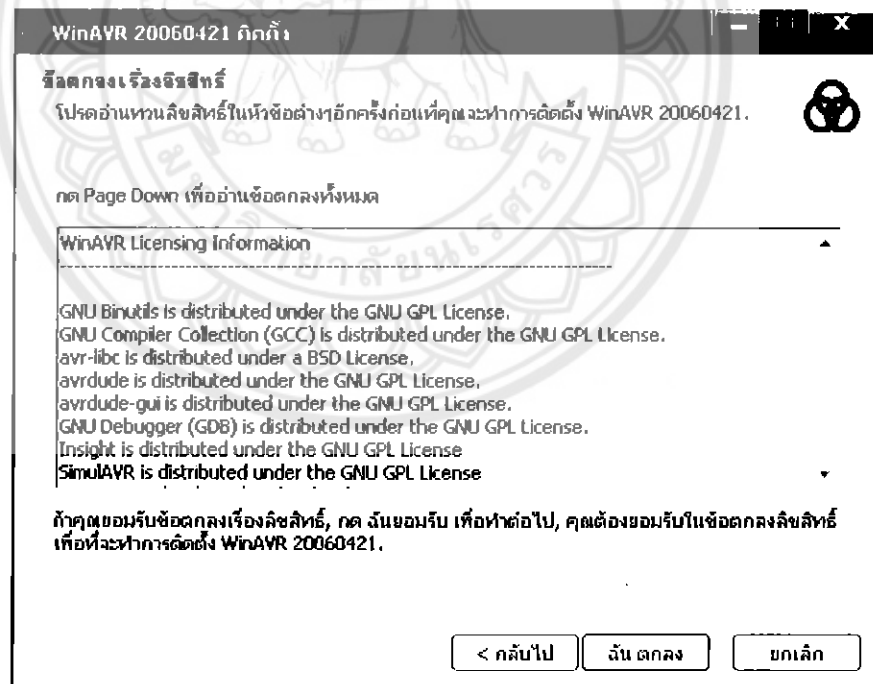 WinAVR 20060421 ติดตั้ง
ข้อตกลงเรื่องลิขสิทธิ์
โปรดอ่านทวนลิขสิทธิ์ในหัวข้อต่างๆอีกครั้งก่อนที่คุณจะทำการติดตั้ง WinAVR 20060421.
กด Page Down เพื่ออ่านข้อตกลงทั้งหมด
WinAVR Licensing Information
--------------------------------------------------------------------------------
GNU Binutils is distributed under the GNU GPL License.
GNU Compiler Collection (GCC) is distributed under the GNU GPL License.
avr-libc is distributed under a BSD License.
avrdude is distributed under the GNU GPL License.
avrdude-gui is distributed under the GNU GPL License.
GNU Debugger (GDB) is distributed under the GNU GPL License.
Insight is distributed under the GNU GPL License
SimulAVR is distributed under the GNU GPL License
ถ้าคุณยอมรับข้อตกลงเรื่องลิขสิทธิ์, กด ฉันยอมรับ เพื่อทำต่อไป, คุณต้องยอมรับในข้อตกลงลิขสิทธิ์
เพื่อที่จะทำการติดตั้ง WinAVR 20060421.
< กลับไป ฉัน ตกลง ยกเลิก